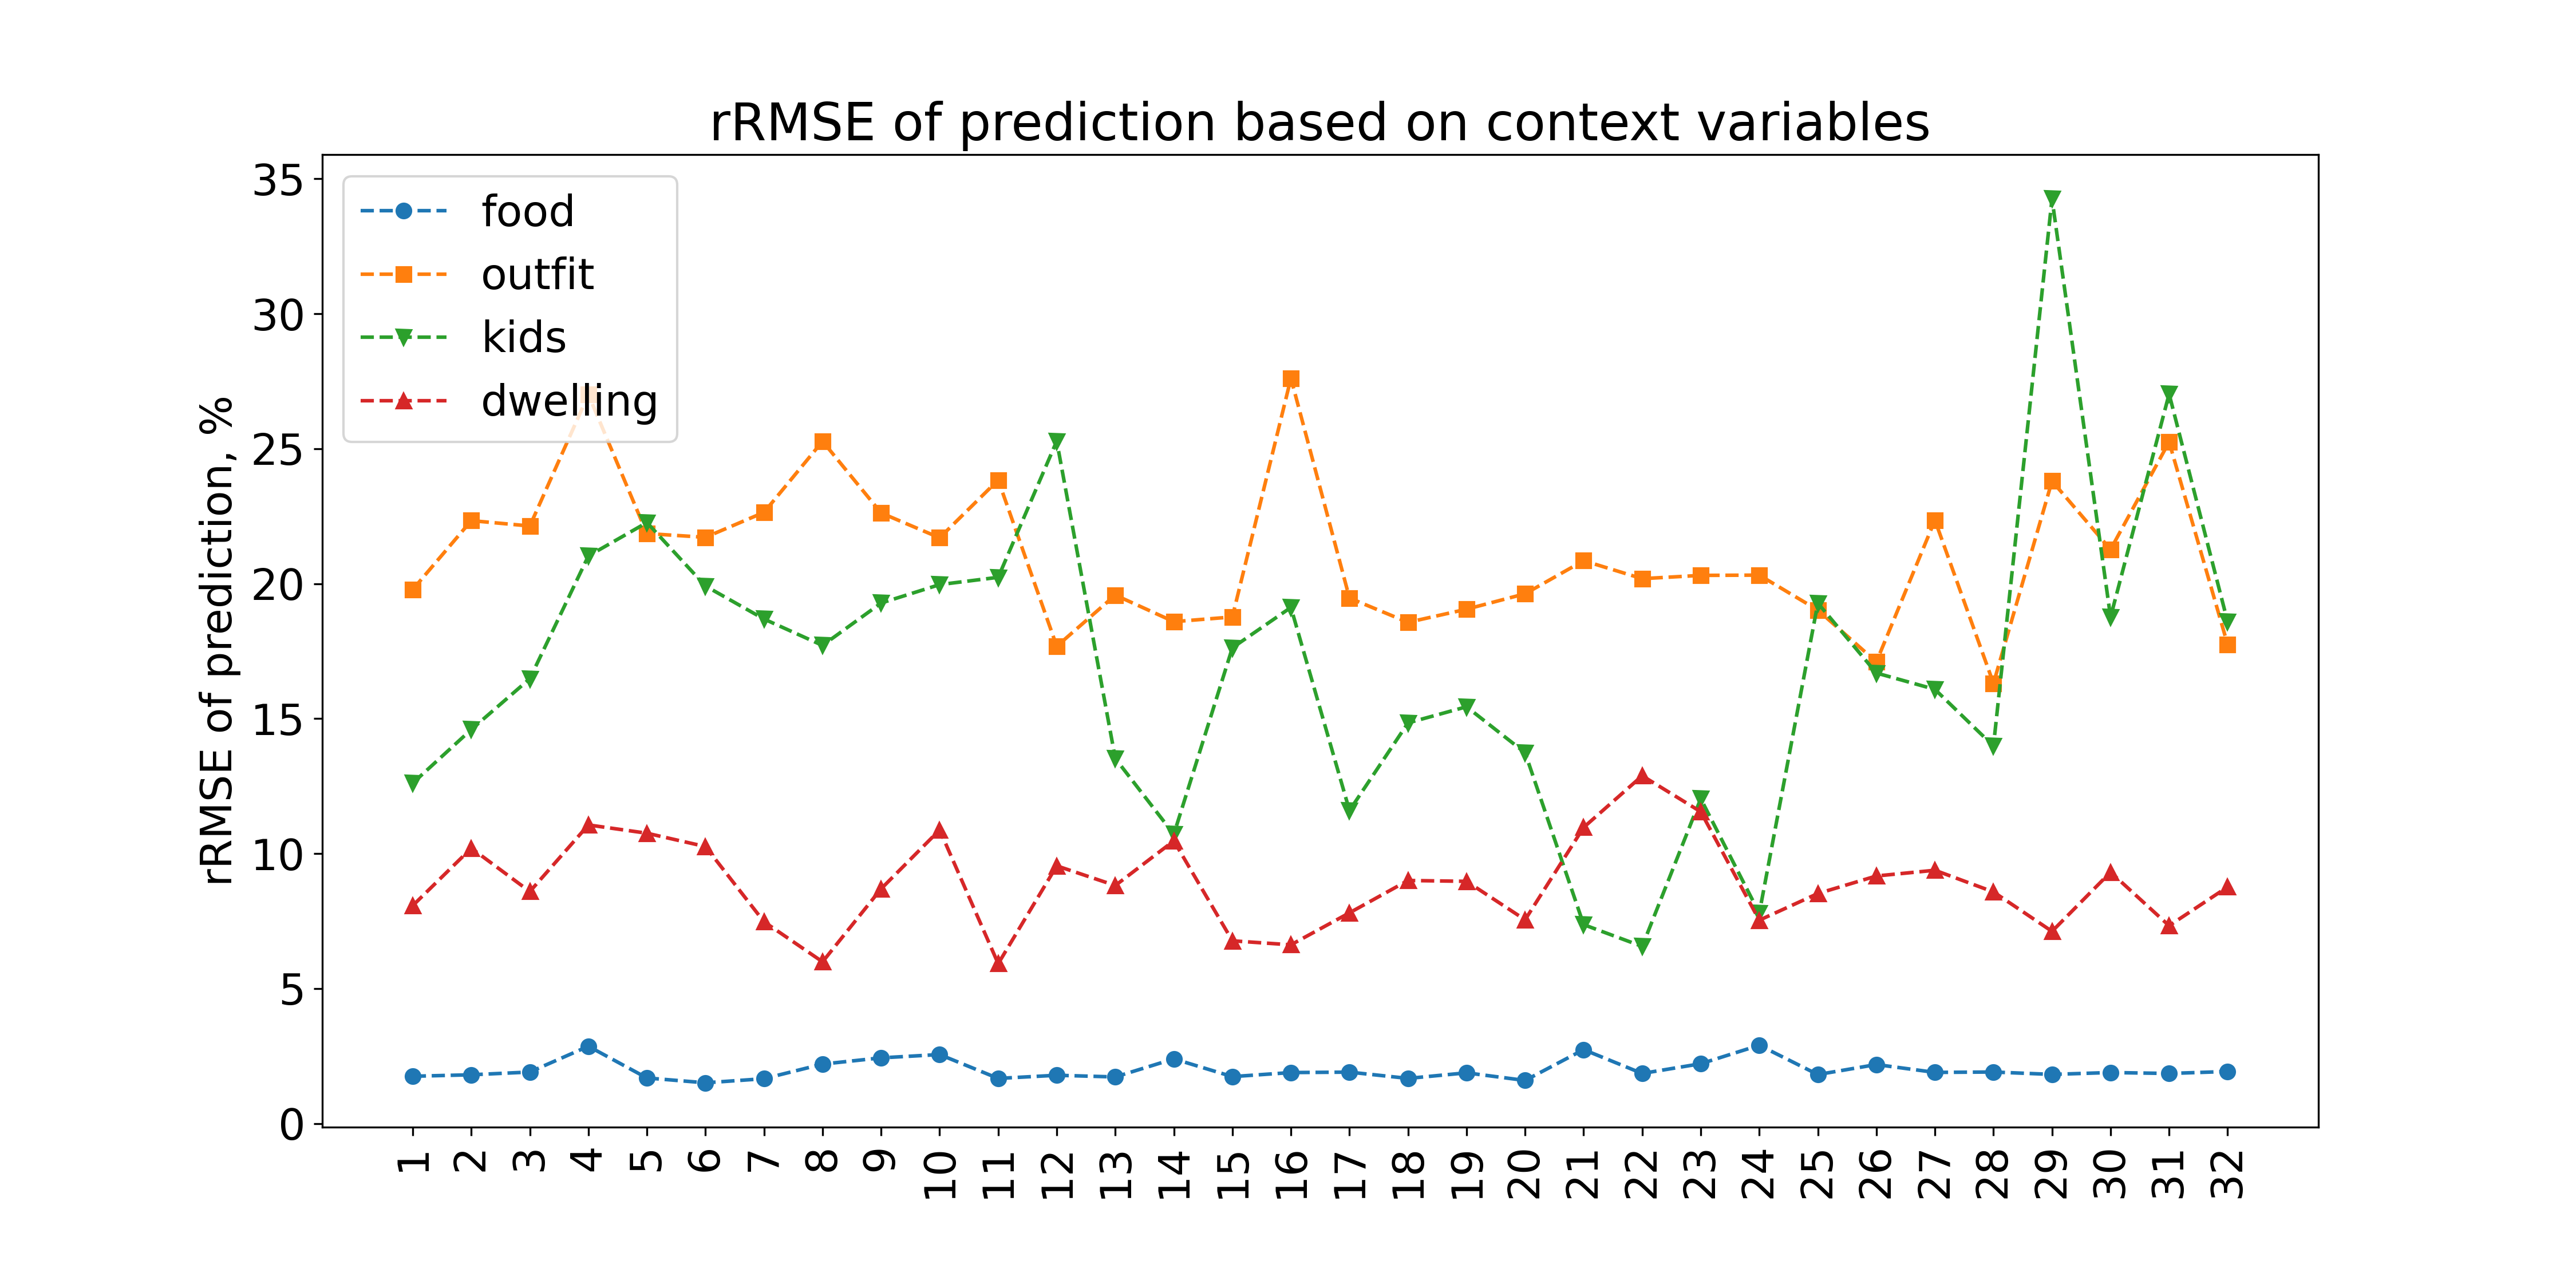 rRMSE of prediction based on context variables
rRMSE of prediction, %
35
30
25
20
15
10
5
0
food
outfit
kids
dwelling
1 2 3 4 5 6 7 8 9 10 11 12 13 14 15 16 17 18 19 20 21 22 23 24 25 26 27 28 29 30 31 32